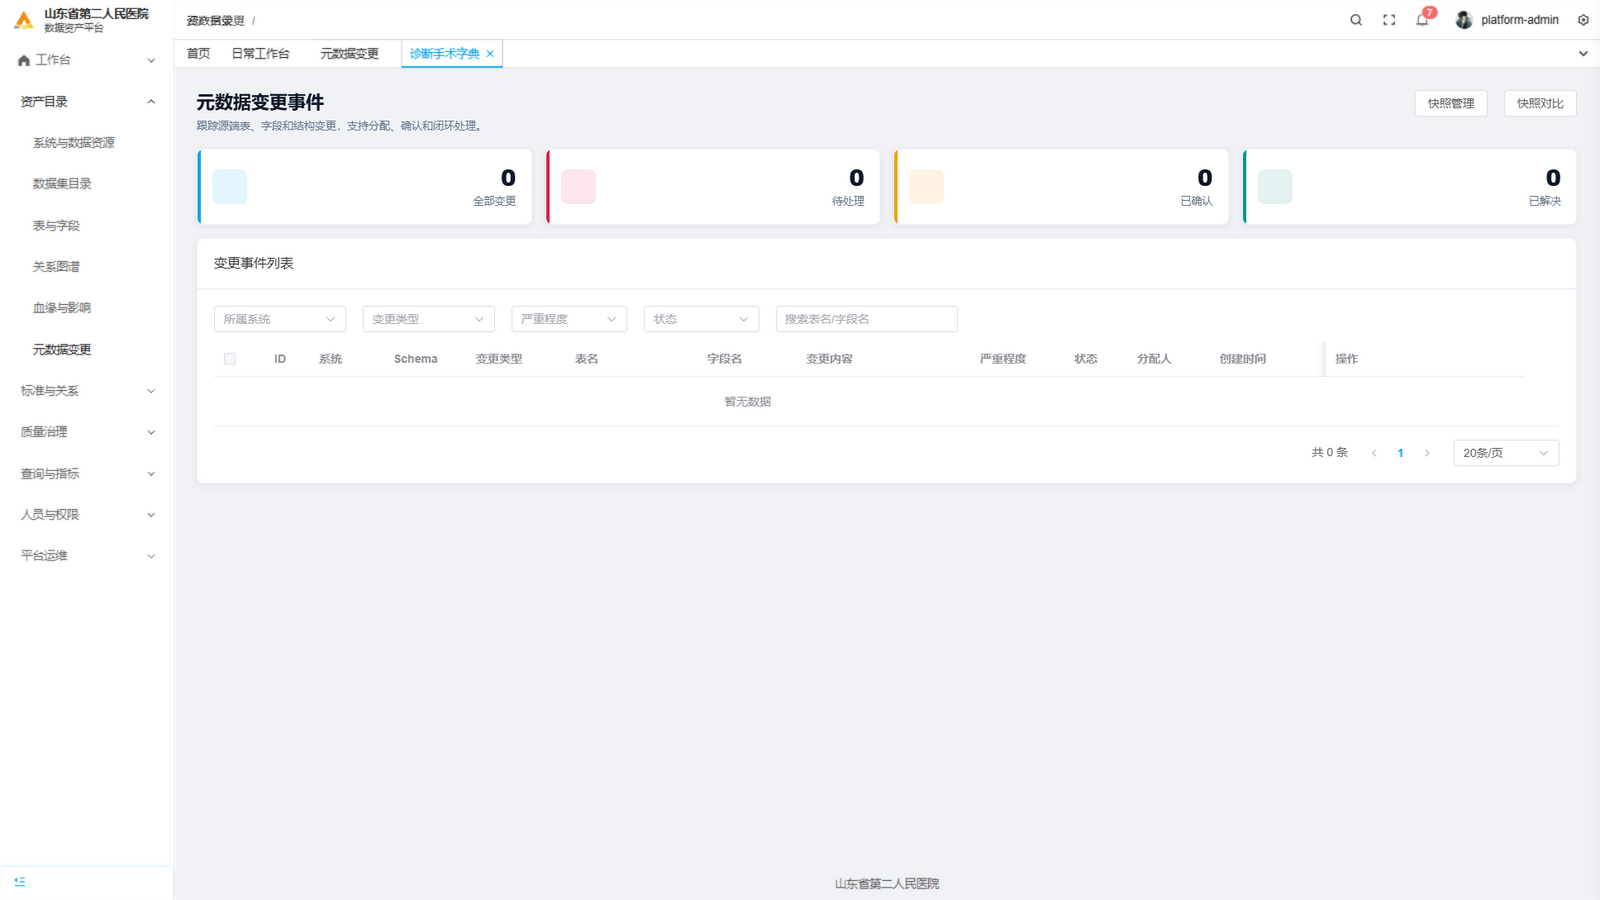 山东省第二人民医院
数据资产平台
工作台
资产目录
系统与数据资源
数据集目录
表与字段
关系图谱
血缘与影响
元数据变更
标准与关系
质量治理
查询与指标
人员与权限
平台运维
/
7
platform-admin
首页
日常工作台
元数据变更
诊断手术字典
元数据变更事件
跟踪源端表、字段和结构变更，支持分配、确认和闭环处理。
快照管理
快照对比
0
全部变更
0
待处理
0
已确认
0
已解决
变更事件列表
所属系统
变更类型
严重程度
状态
搜索表名/字段名
ID 系统 Schema 变更类型 表名 字段名 变更内容 严重程度 状态 分配人 创建时间 操作
暂无数据
共 0 条
1
20条/页
山东省第二人民医院